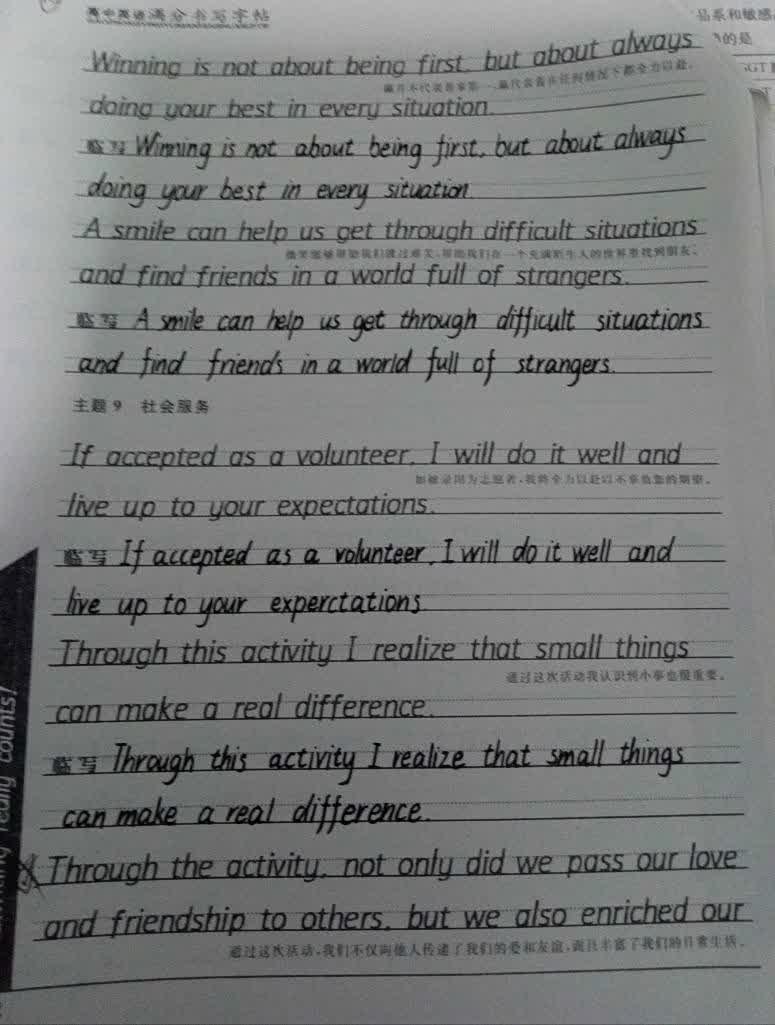 高中英语满分书写字帖
品系和敏感
的是
Winning is not about being first, but about always
赢并不代表着拿第一,赢代表着在任何情况下都全力以赴。
doing your best in every situation.
临写 Winning is not about being first, but about always
doing your best in every situation
A smile can help us get through difficult situations
微笑能够帮助我们渡过难关,帮助我们在一个充满陌生人的世界里找到朋友。
and find friends in a world full of strangers.
临写 A smile can help us get through difficult situations
and find friends in a world full of strangers.
主题9 社会服务
If accepted as a volunteer, I will do it well and
如被录用为志愿者,我将全力以赴以不辜负您的期望。
live up to your expectations.
临写 If accepted as a volunteer, I will do it well and
live up to your experctations
Through this activity I realize that small things
通过这次活动我认识到小事也很重要。
can make a real difference.
临写 Through this activity I realize that small things
can make a real difference.
Through the activity, not only did we pass our love
and friendship to others, but we also enriched our
通过这次活动,我们不仅向他人传递了我们的爱和友谊,而且丰富了我们的日常生活。
really counts!